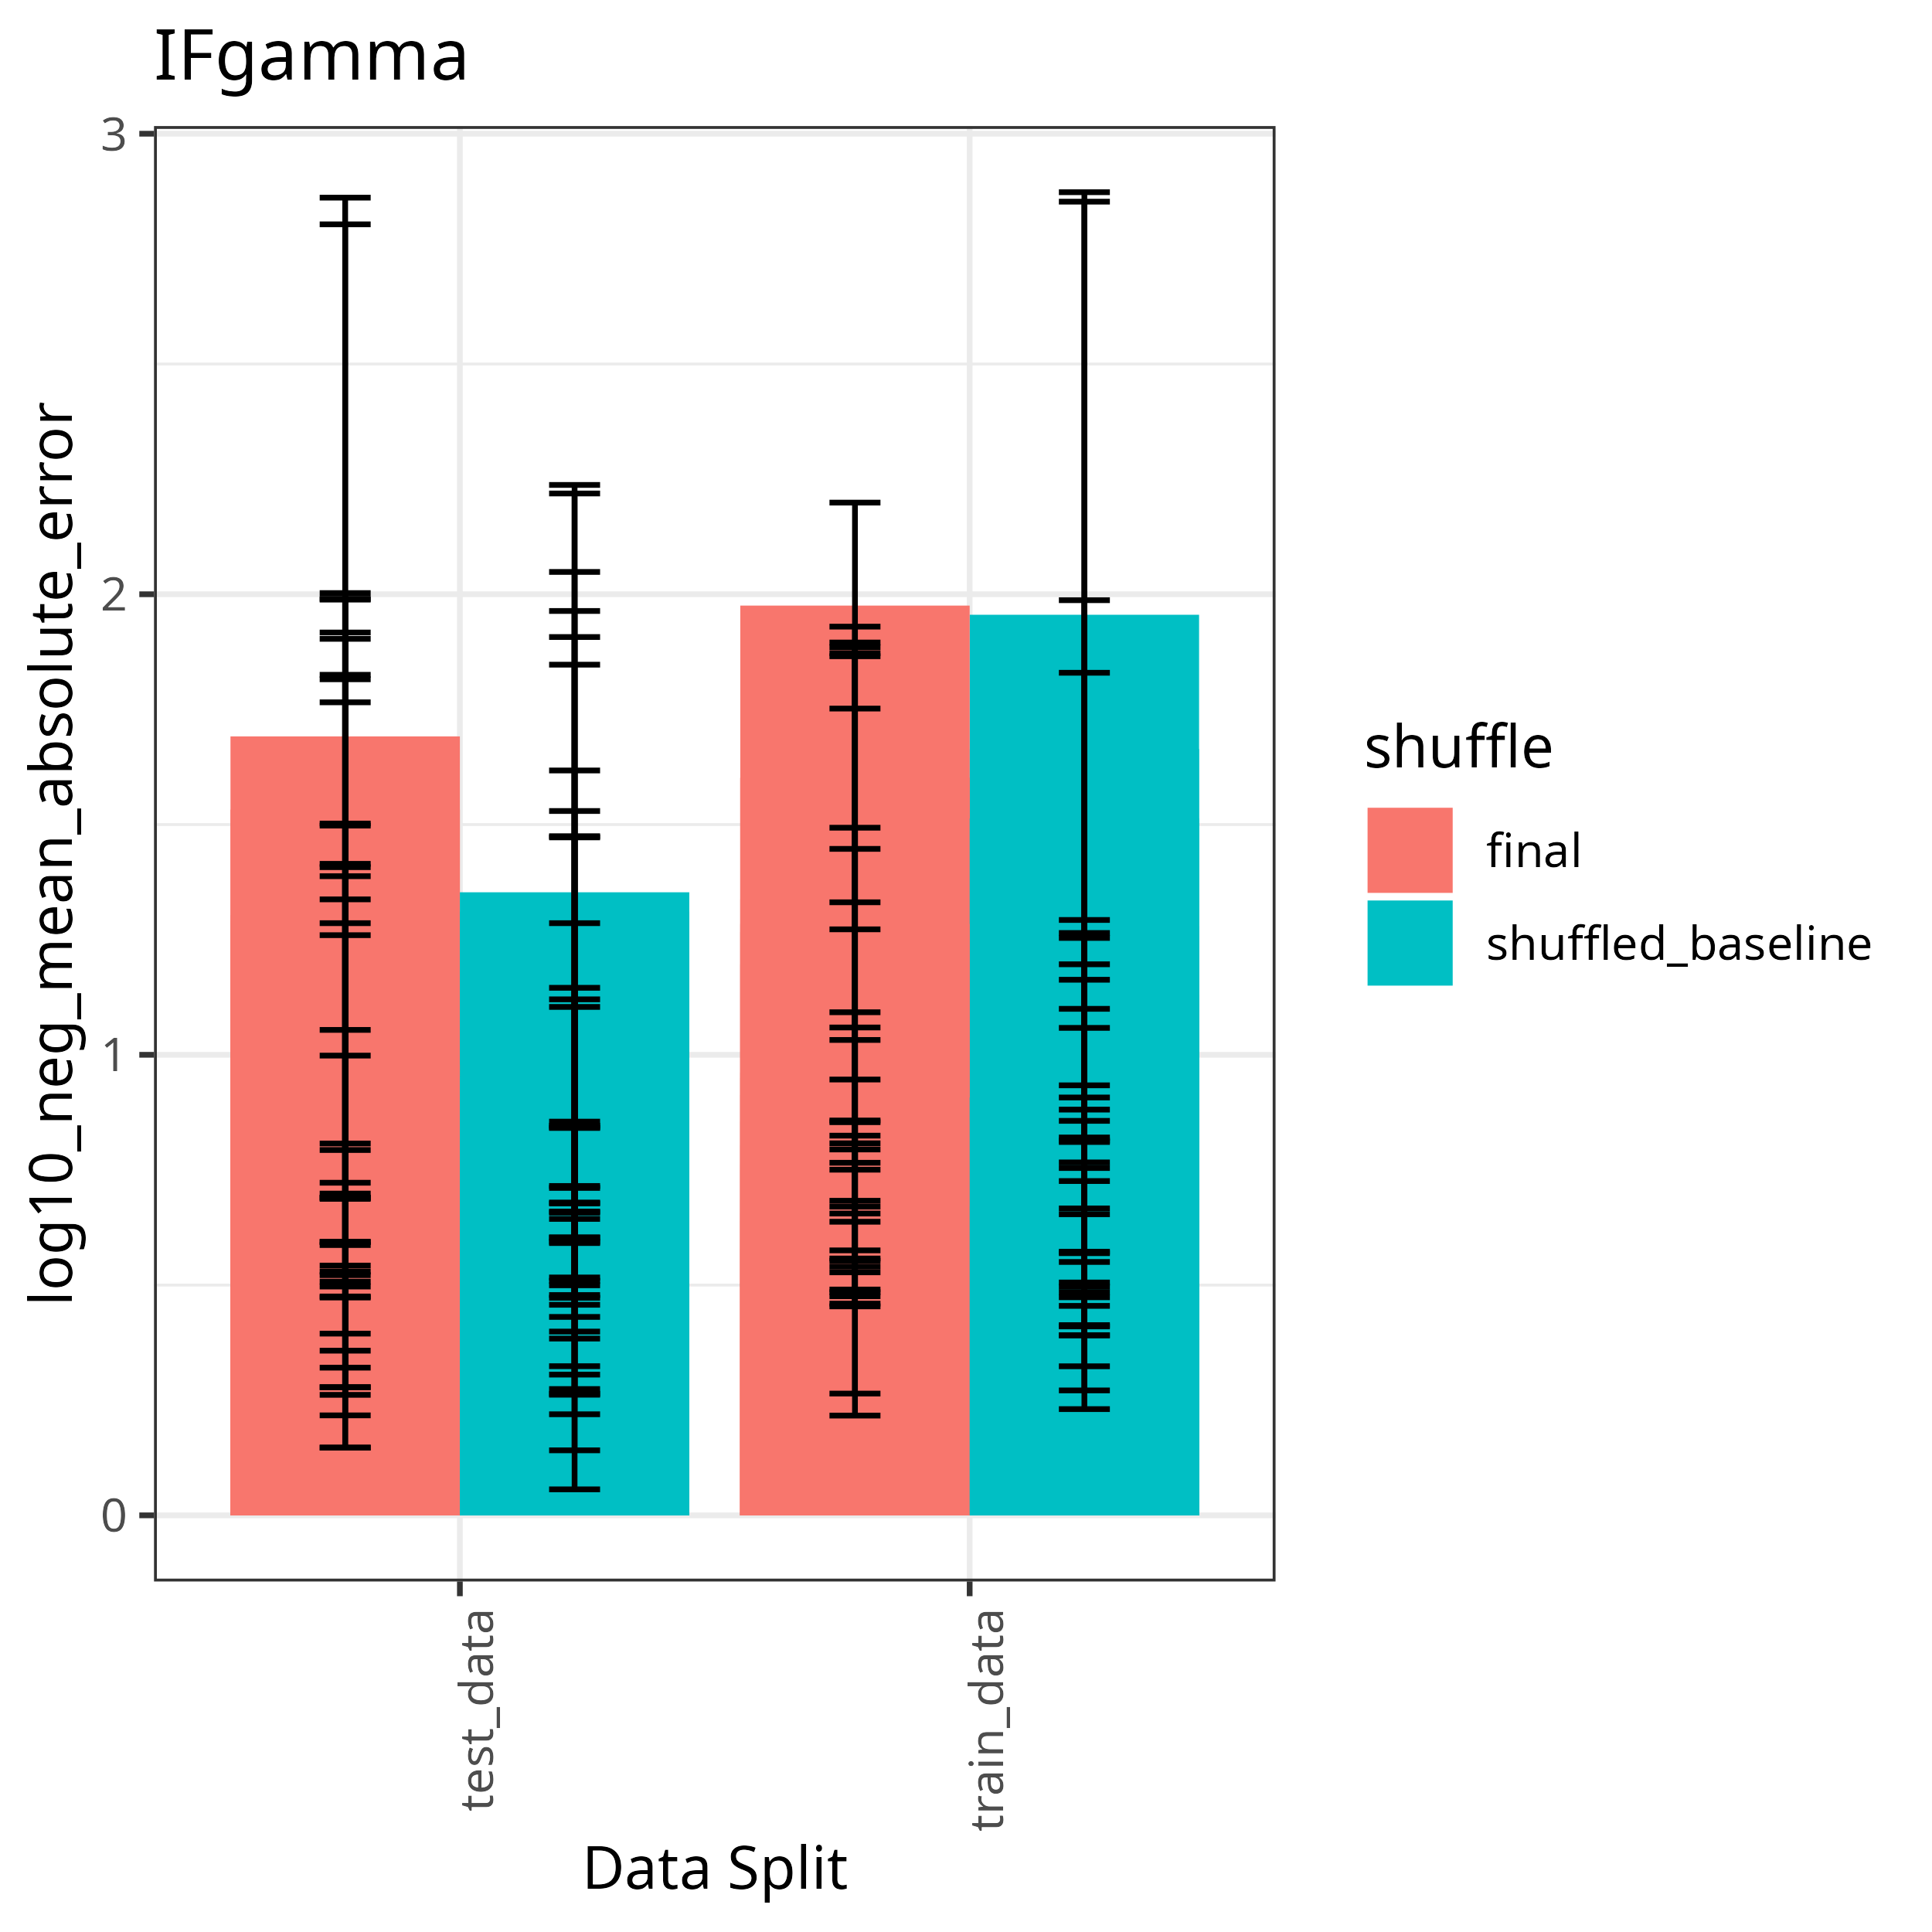 IFgamma
log10_neg_mean_absolute_error
3
2
1
0
test_data
train_data
Data Split
shuffle
final
shuffled_baseline